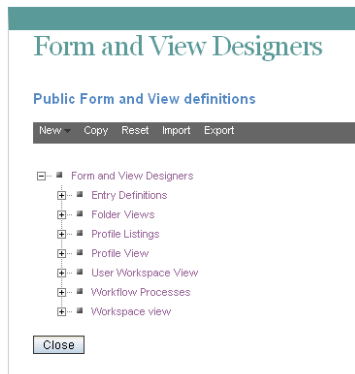 Form and View Designers
Public Form and View definitions
New Copy Reset Import Export
Form and View Designers
Entry Definitions
Folder Views
Profile Listings
Profile View
User Workspace View
Workflow Processes
Workspace view
Close